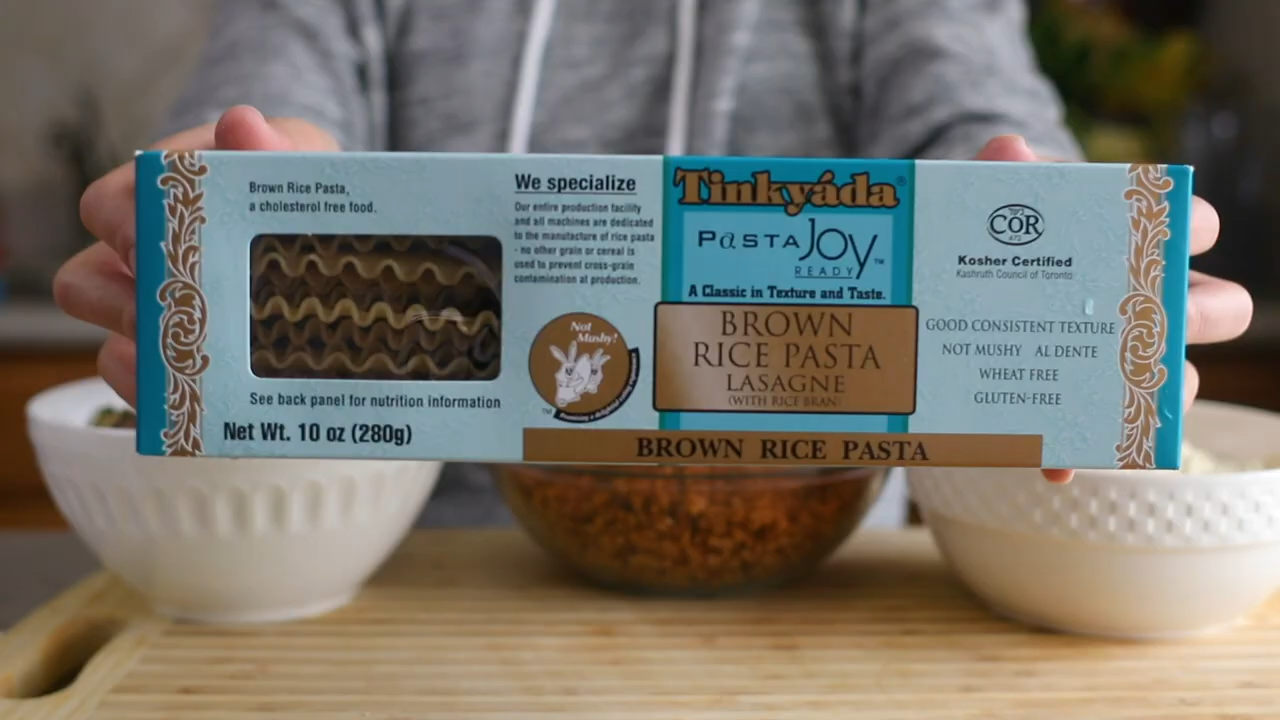 Brown Rice Pasta,
a cholesterol free food.
See back panel for nutrition information
Net Wt. 10 oz (280g)
We specialize
Our entire production facility
and all machines are dedicated
to the manufacture of rice pasta
- no other grain or cereal is
used to prevent cross-grain
contamination at production.
Not
Mushy!
TM
Tinkyáda®
PASTA JOY™
READY
A Classic in Texture and Taste.
BROWN
RICE PASTA
LASAGNE
(WITH RICE BRAN)
BROWN RICE PASTA
COR
Kosher Certified
Kashruth Council of Toronto
GOOD CONSISTENT TEXTURE
NOT MUSHY AL DENTE
WHEAT FREE
GLUTEN-FREE